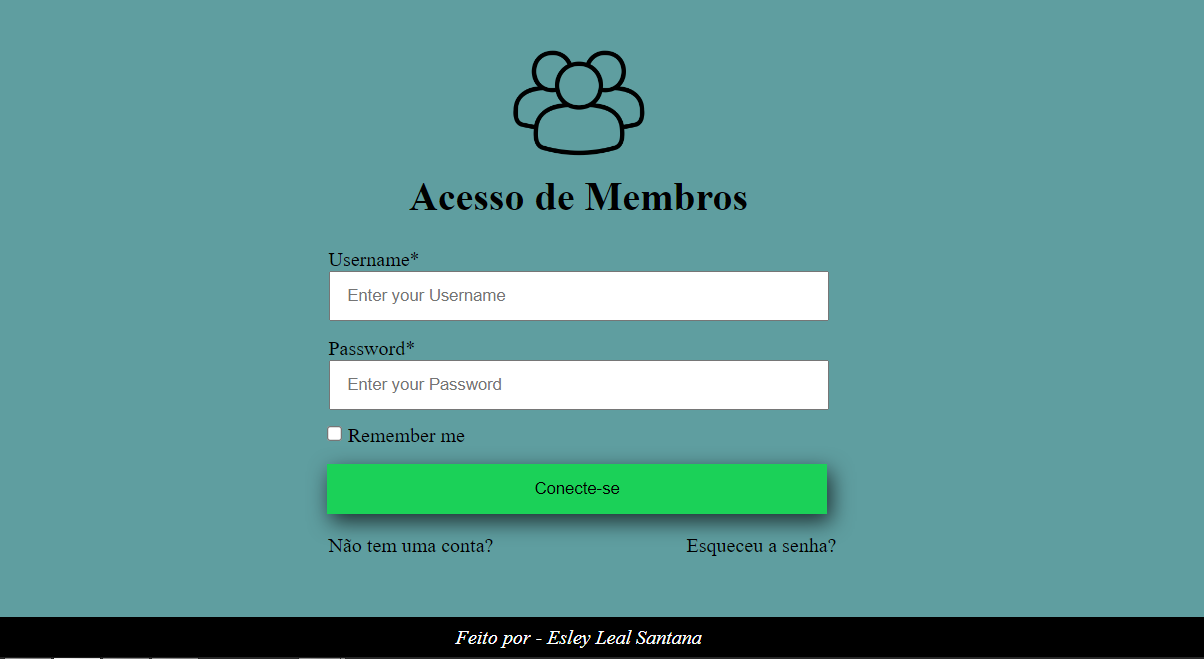 Acesso de Membros
Username*
Enter your Username
Password*
Enter your Password
Remember me
Conecte-se
Não tem uma conta? Esqueceu a senha?
Feito por - Esley Leal Santana